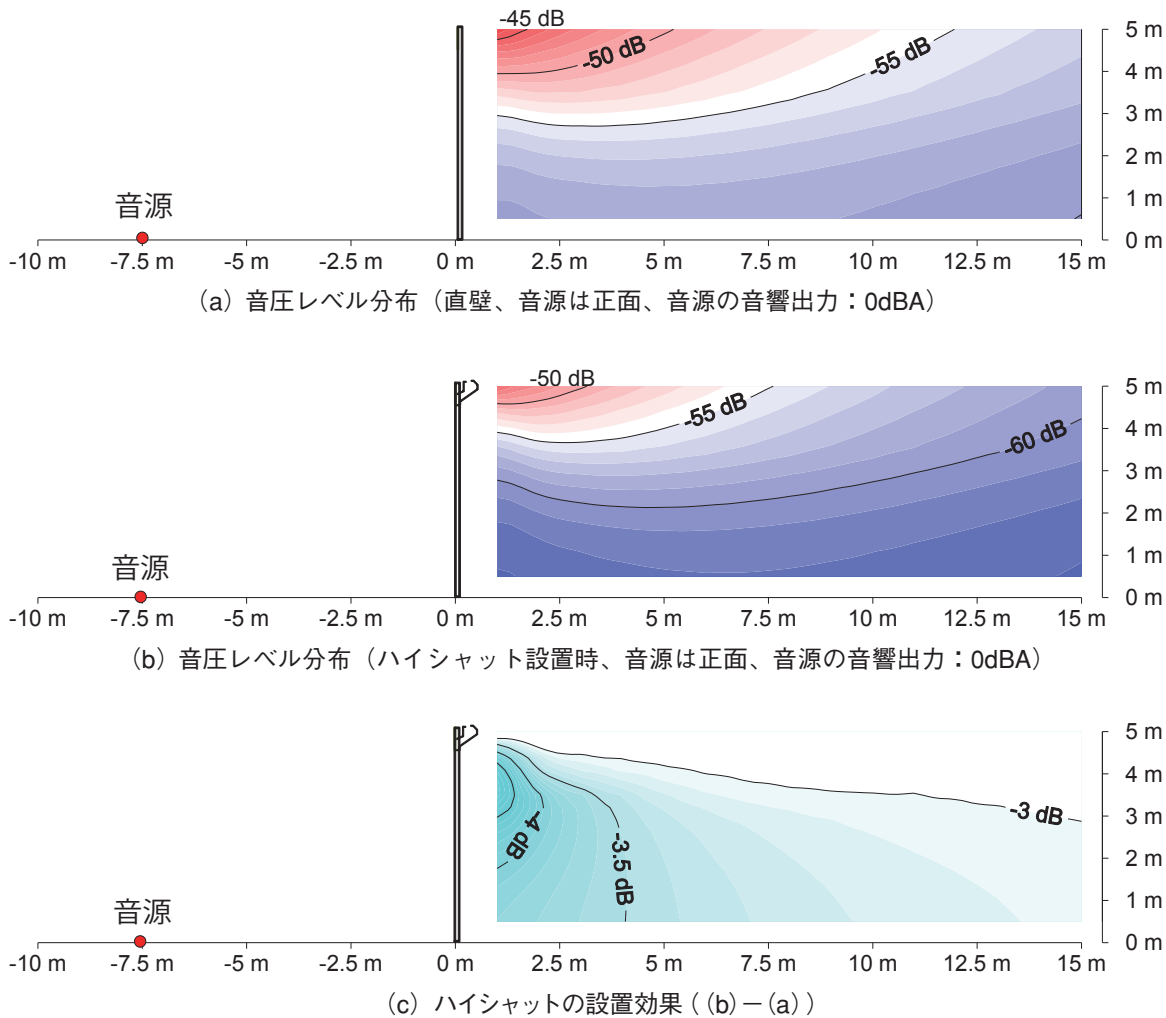 -45 dB
-50 dB
-55 dB
5 m
4 m
3 m
2 m
1 m
0 m
音源
-10 m -7.5 m -5 m -2.5 m 0 m 2.5 m 5 m 7.5 m 10 m 12.5 m 15 m
(a) 音圧レベル分布（直壁、音源は正面、音源の音響出力：0dBA）
-50 dB
-55 dB
-60 dB
5 m
4 m
3 m
2 m
1 m
0 m
音源
-10 m -7.5 m -5 m -2.5 m 0 m 2.5 m 5 m 7.5 m 10 m 12.5 m 15 m
(b) 音圧レベル分布（ハイシャット設置時、音源は正面、音源の音響出力：0dBA）
-4 dB
-3.5 dB
-3 dB
5 m
4 m
3 m
2 m
1 m
0 m
音源
-10 m -7.5 m -5 m -2.5 m 0 m 2.5 m 5 m 7.5 m 10 m 12.5 m 15 m
(c) ハイシャットの設置効果（(b)－(a)）